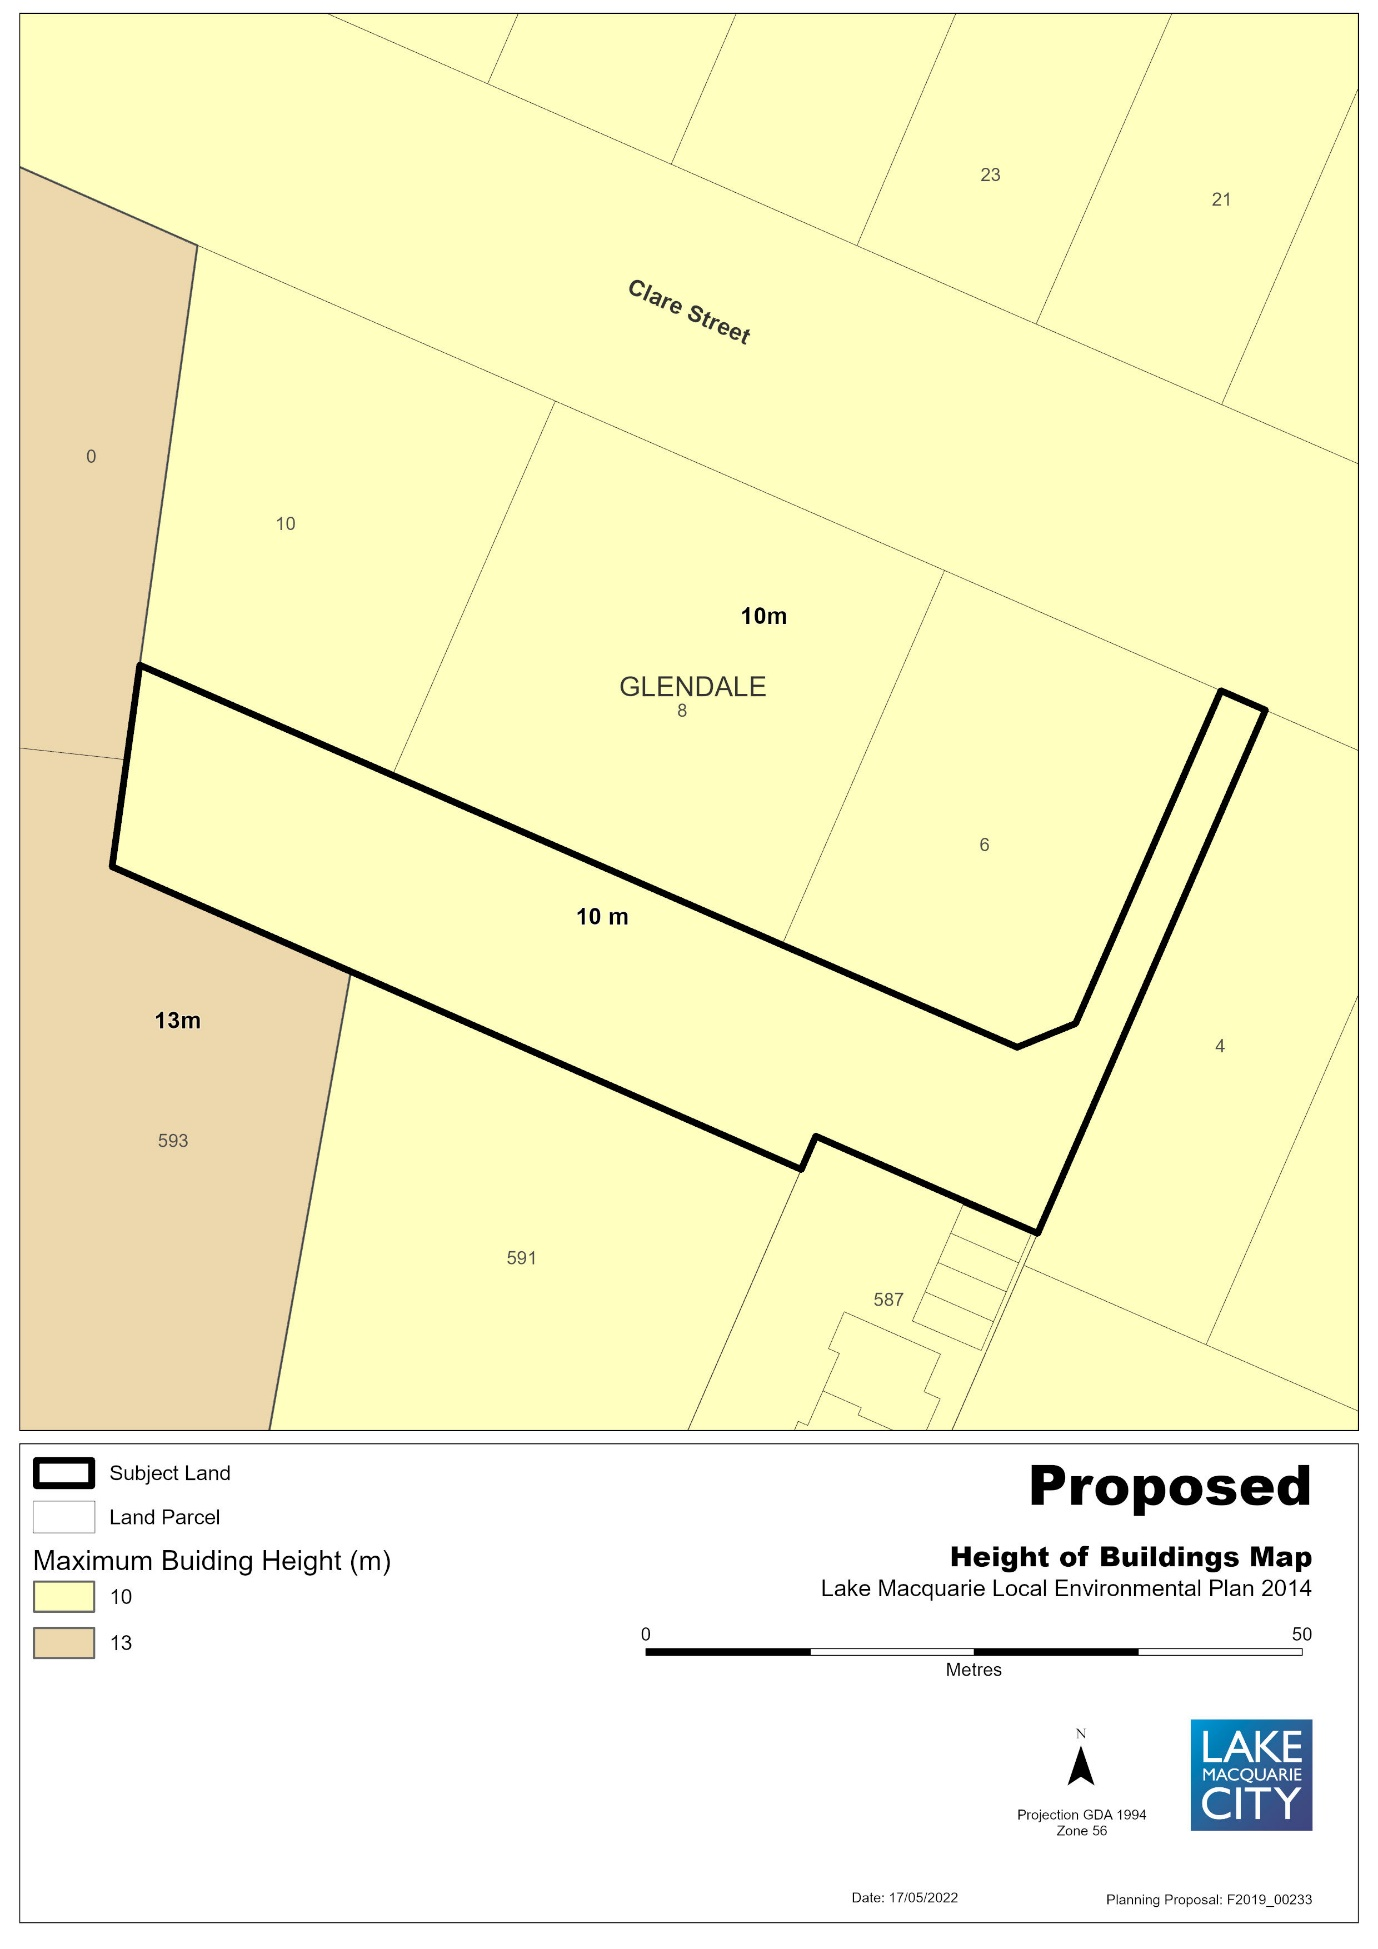 23
21
Clare Street
0
10
10m
GLENDALE
8
6
10 m
13m
4
593
591
587
Subject Land
Land Parcel
Maximum Buiding Height (m)
10
13
Proposed
Height of Buildings Map
Lake Macquarie Local Environmental Plan 2014
0 50
Metres
N
Projection GDA 1994
Zone 56
LAKE
MACQUARIE
CITY
Date: 17/05/2022
Planning Proposal: F2019_00233